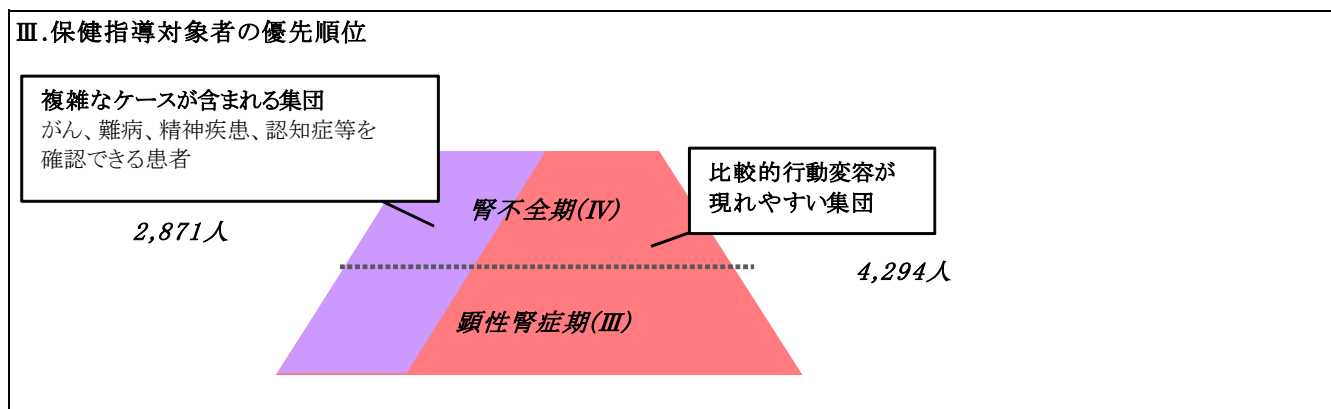 Ⅲ.保健指導対象者の優先順位
複雑なケースが含まれる集団
がん、難病、精神疾患、認知症等を
確認できる患者
比較的行動変容が
現れやすい集団
腎不全期(Ⅳ)
2,871人
4,294人
顕性腎症期(Ⅲ)